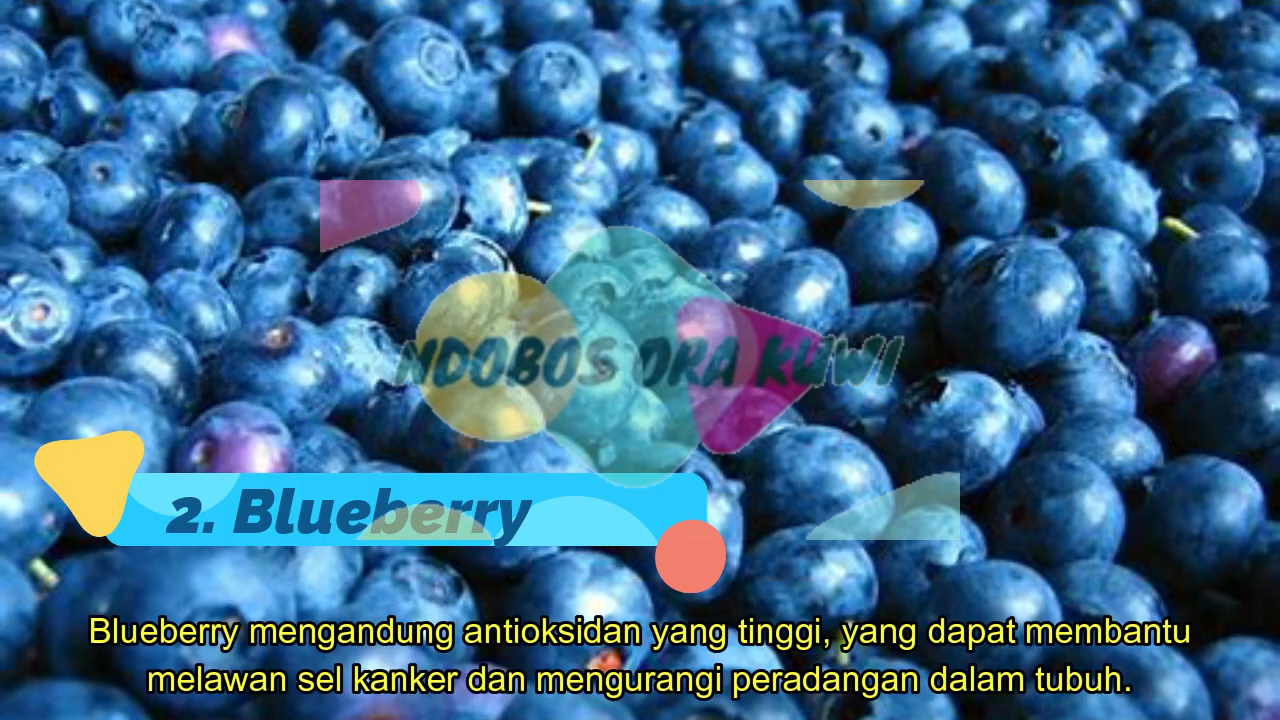 NDOBOS ORA KUWI
2. Blueberry
Blueberry mengandung antioksidan yang tinggi, yang dapat membantu
melawan sel kanker dan mengurangi peradangan dalam tubuh.